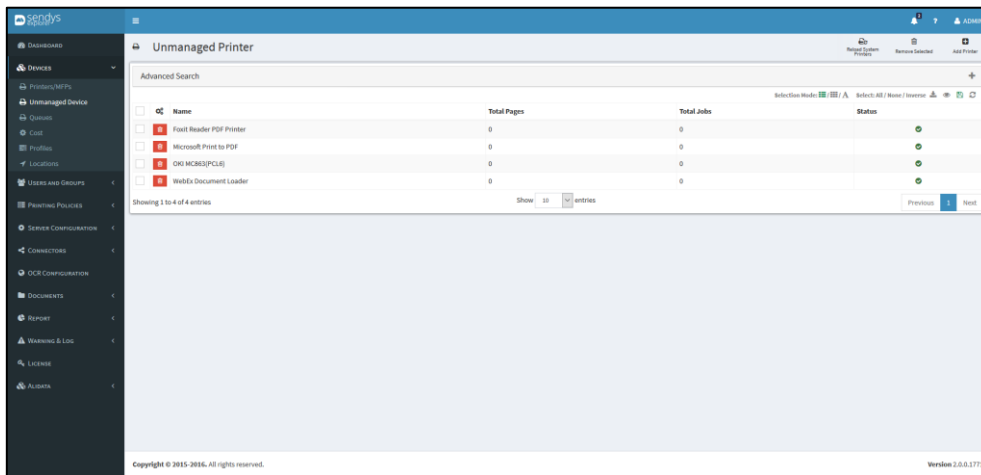 sendys
explorer
2
?
ADMI
DASHBOARD
DEVICES
Printers/MFPs
Unmanaged Device
Queues
Cost
Profiles
Locations
USERS AND GROUPS
PRINTING POLICIES
SERVER CONFIGURATION
CONNECTORS
OCR CONFIGURATION
DOCUMENTS
REPORT
WARNING & LOG
LICENSE
ALIDATA
Unmanaged Printer
Reload System Printers
Remove Selected
Add Printer
Advanced Search
Selection Mode: / / A Select: All / None / Inverse
Name Total Pages Total Jobs Status
Foxit Reader PDF Printer 0 0
Microsoft Print to PDF 0 0
OKI MC863(PCL6) 0 0
WebEx Document Loader 0 0
Showing 1 to 4 of 4 entries Show 10 entries Previous 1 Next
Copyright © 2015-2016. All rights reserved. Version 2.0.0.177